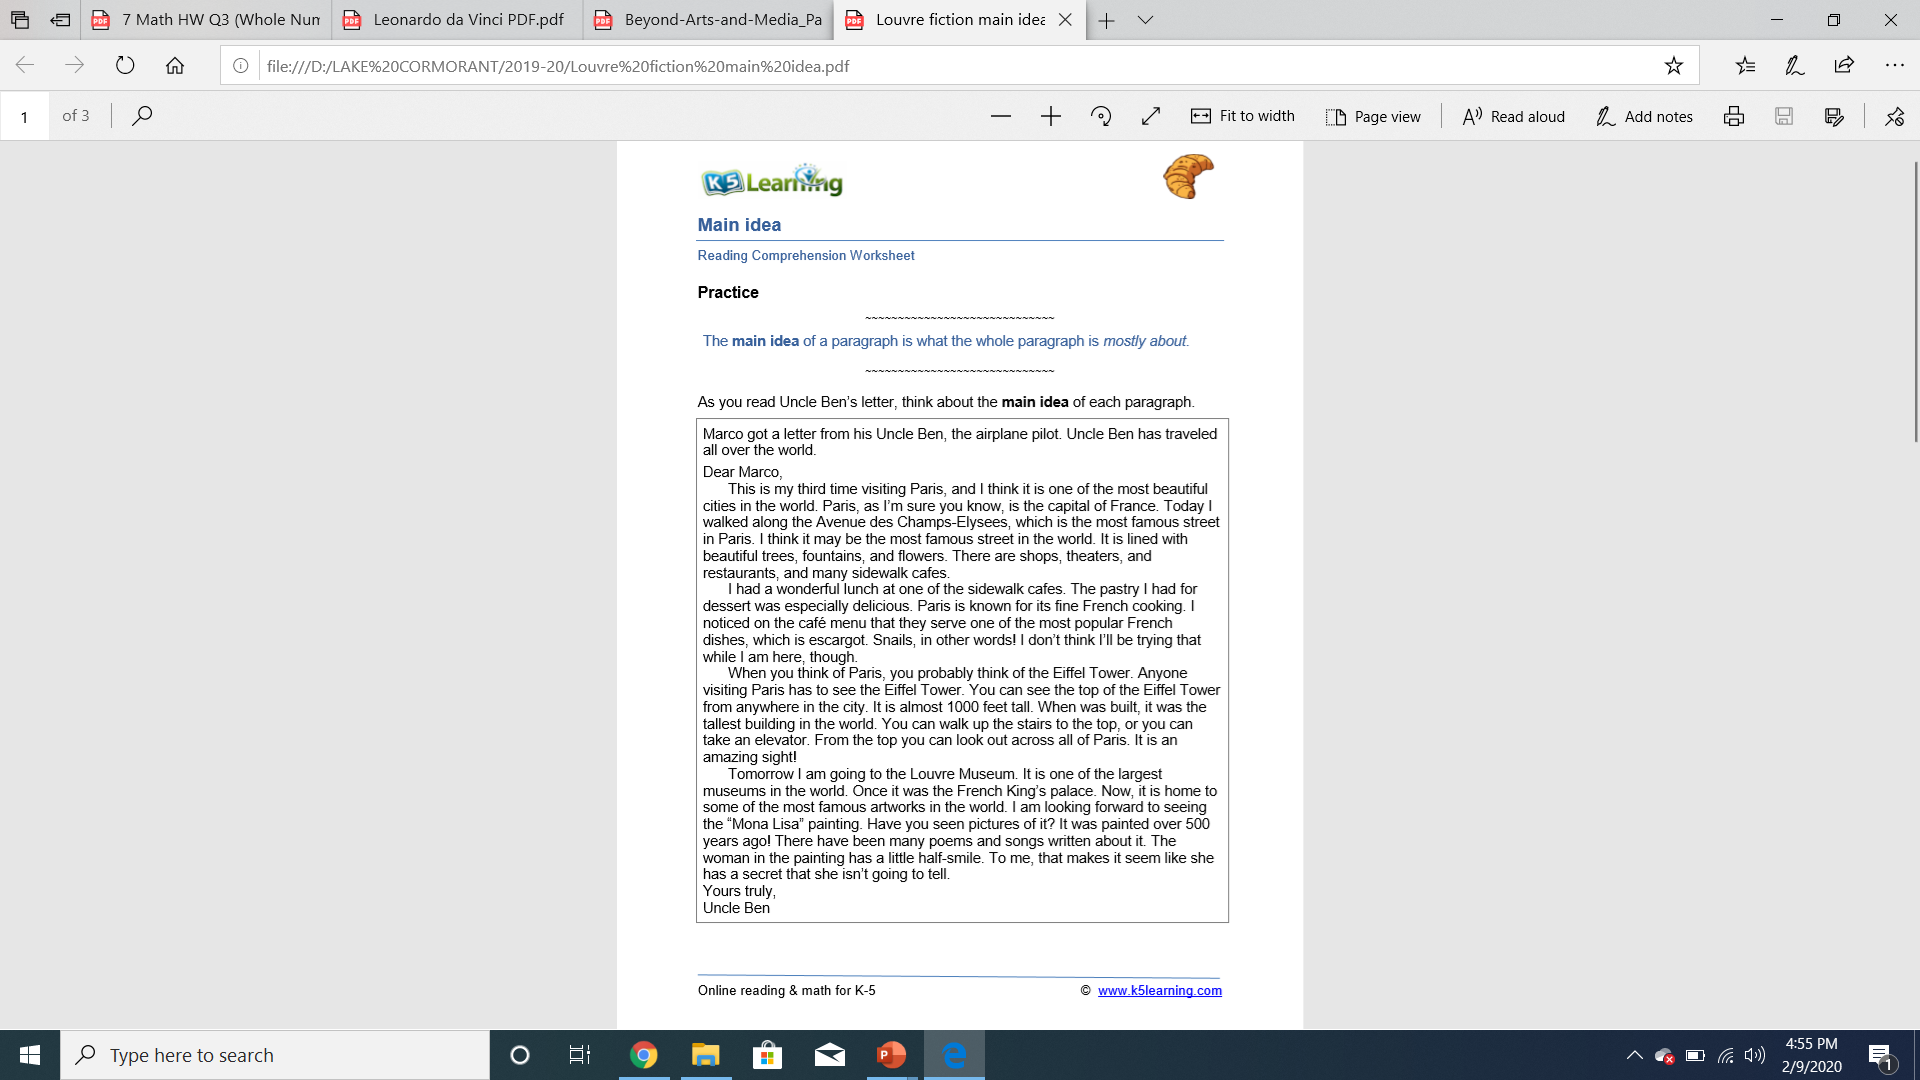 7 Math HW Q3 (Whole Num
Leonardo da Vinci PDF.pdf
Beyond-Arts-and-Media_Pa
Louvre fiction main idea
file:///D:/LAKE%20CORMORANT/2019-20/Louvre%20fiction%20main%20idea.pdf
1 of 3
Fit to width
Page view
Read aloud
Add notes
K5 Learning
Main idea
Reading Comprehension Worksheet
Practice
~~~~~~~~~~~~~~~~~~~~~~~~~~~~~
The main idea of a paragraph is what the whole paragraph is mostly about.
~~~~~~~~~~~~~~~~~~~~~~~~~~~~~
As you read Uncle Ben's letter, think about the main idea of each paragraph.
Marco got a letter from his Uncle Ben, the airplane pilot. Uncle Ben has traveled
all over the world.
Dear Marco,
This is my third time visiting Paris, and I think it is one of the most beautiful
cities in the world. Paris, as I'm sure you know, is the capital of France. Today I
walked along the Avenue des Champs-Elysees, which is the most famous street
in Paris. I think it may be the most famous street in the world. It is lined with
beautiful trees, fountains, and flowers. There are shops, theaters, and
restaurants, and many sidewalk cafes.
I had a wonderful lunch at one of the sidewalk cafes. The pastry I had for
dessert was especially delicious. Paris is known for its fine French cooking. I
noticed on the café menu that they serve one of the most popular French
dishes, which is escargot. Snails, in other words! I don't think I'll be trying that
while I am here, though.
When you think of Paris, you probably think of the Eiffel Tower. Anyone
visiting Paris has to see the Eiffel Tower. You can see the top of the Eiffel Tower
from anywhere in the city. It is almost 1000 feet tall. When was built, it was the
tallest building in the world. You can walk up the stairs to the top, or you can
take an elevator. From the top you can look out across all of Paris. It is an
amazing sight!
Tomorrow I am going to the Louvre Museum. It is one of the largest
museums in the world. Once it was the French King's palace. Now, it is home to
some of the most famous artworks in the world. I am looking forward to seeing
the “Mona Lisa” painting. Have you seen pictures of it? It was painted over 500
years ago! There have been many poems and songs written about it. The
woman in the painting has a little half-smile. To me, that makes it seem like she
has a secret that she isn't going to tell.
Yours truly,
Uncle Ben
Online reading & math for K-5
© www.k5learning.com
Type here to search
4:55 PM
2/9/2020
1